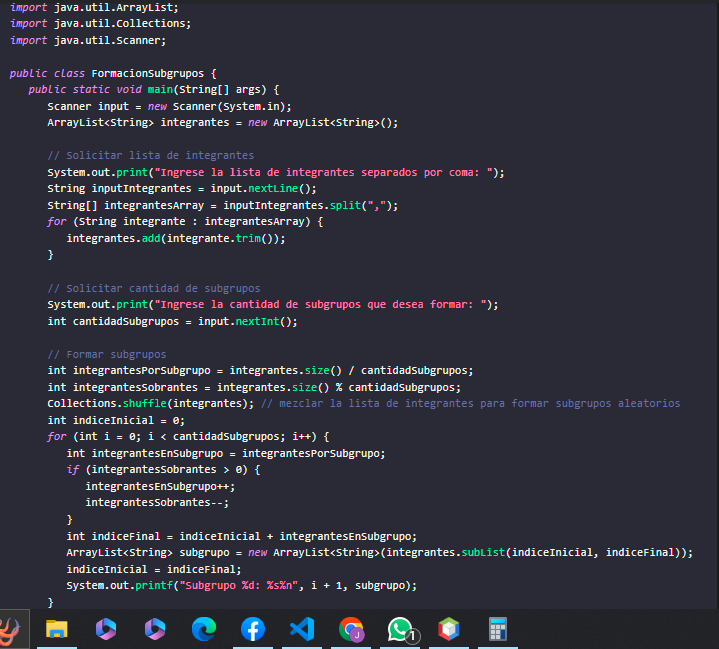 import java.util.ArrayList;
import java.util.Collections;
import java.util.Scanner;

public class FormacionSubgrupos {
   public static void main(String[] args) {
      Scanner input = new Scanner(System.in);
      ArrayList<String> integrantes = new ArrayList<String>();

      // Solicitar lista de integrantes
      System.out.print("Ingrese la lista de integrantes separados por coma: ");
      String inputIntegrantes = input.nextLine();
      String[] integrantesArray = inputIntegrantes.split(",");
      for (String integrante : integrantesArray) {
         integrantes.add(integrante.trim());
      }

      // Solicitar cantidad de subgrupos
      System.out.print("Ingrese la cantidad de subgrupos que desea formar: ");
      int cantidadSubgrupos = input.nextInt();

      // Formar subgrupos
      int integrantesPorSubgrupo = integrantes.size() / cantidadSubgrupos;
      int integrantesSobrantes = integrantes.size() % cantidadSubgrupos;
      Collections.shuffle(integrantes); // mezclar la lista de integrantes para formar subgrupos aleatorios
      int indiceInicial = 0;
      for (int i = 0; i < cantidadSubgrupos; i++) {
         int integrantesEnSubgrupo = integrantesPorSubgrupo;
         if (integrantesSobrantes > 0) {
            integrantesEnSubgrupo++;
            integrantesSobrantes--;
         }
         int indiceFinal = indiceInicial + integrantesEnSubgrupo;
         ArrayList<String> subgrupo = new ArrayList<String>(integrantes.subList(indiceInicial, indiceFinal));
         indiceInicial = indiceFinal;
         System.out.printf("Subgrupo %d: %s%n", i + 1, subgrupo);
      }
J
1